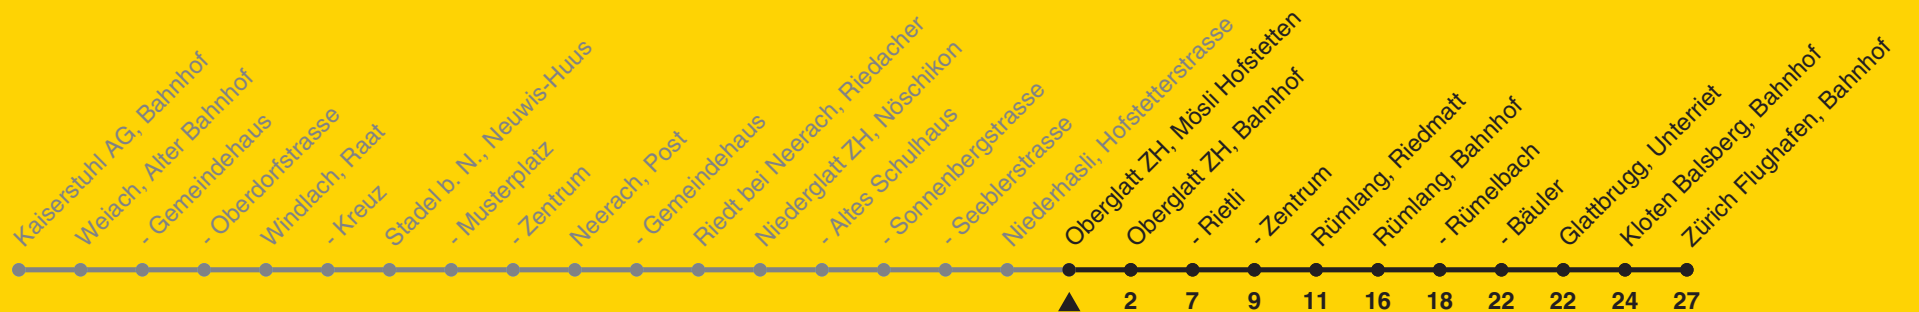 Kaiserstuhl AG, Bahnhof
Weiach, Alter Bahnhof
- Gemeindehaus
- Oberdorfstrasse
Windlach, Raat
- Kreuz
Stadel b. N., Neuwis-Huus
- Musterplatz
- Zentrum
Neerach, Post
- Gemeindehaus
Riedt bei Neerach, Riedacher
Niederglatt ZH, Nöschikon
- Altes Schulhaus
- Sonnenbergstrasse
- Seeblerstrasse
Niederhasli, Hofstetterstrasse
Oberglatt ZH, Mösli Hofstetten
Oberglatt ZH, Bahnhof
- Rietli
- Zentrum
Rümlang, Riedmatt
Rümlang, Bahnhof
- Rümelbach
- Bäuler
Glattbrugg, Unterriet
Kloten Balsberg, Bahnhof
Zürich Flughafen, Bahnhof
2 7 9 11 16 18 22 22 24 27